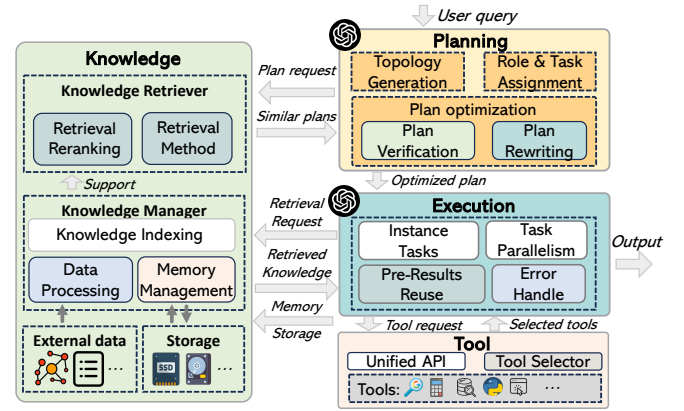 User query
Planning
Topology
Generation
Role & Task
Assignment
Plan optimization
Plan
Verification
Plan
Rewriting
Knowledge
Knowledge Retriever
Retrieval
Reranking
Retrieval
Method
Plan request
Similar plans
Support
Optimized plan
Knowledge Manager
Knowledge Indexing
Data
Processing
Memory
Management
External data
...
Storage
SSD
...
Retrieval
Request
Retrieved
Knowledge
Memory
Storage
Execution
Instance
Tasks
Task
Parallelism
Pre-Results
Reuse
Error
Handle
Output
Tool request
Selected tools
Tool
Unified API
Tool Selector
Tools:
...